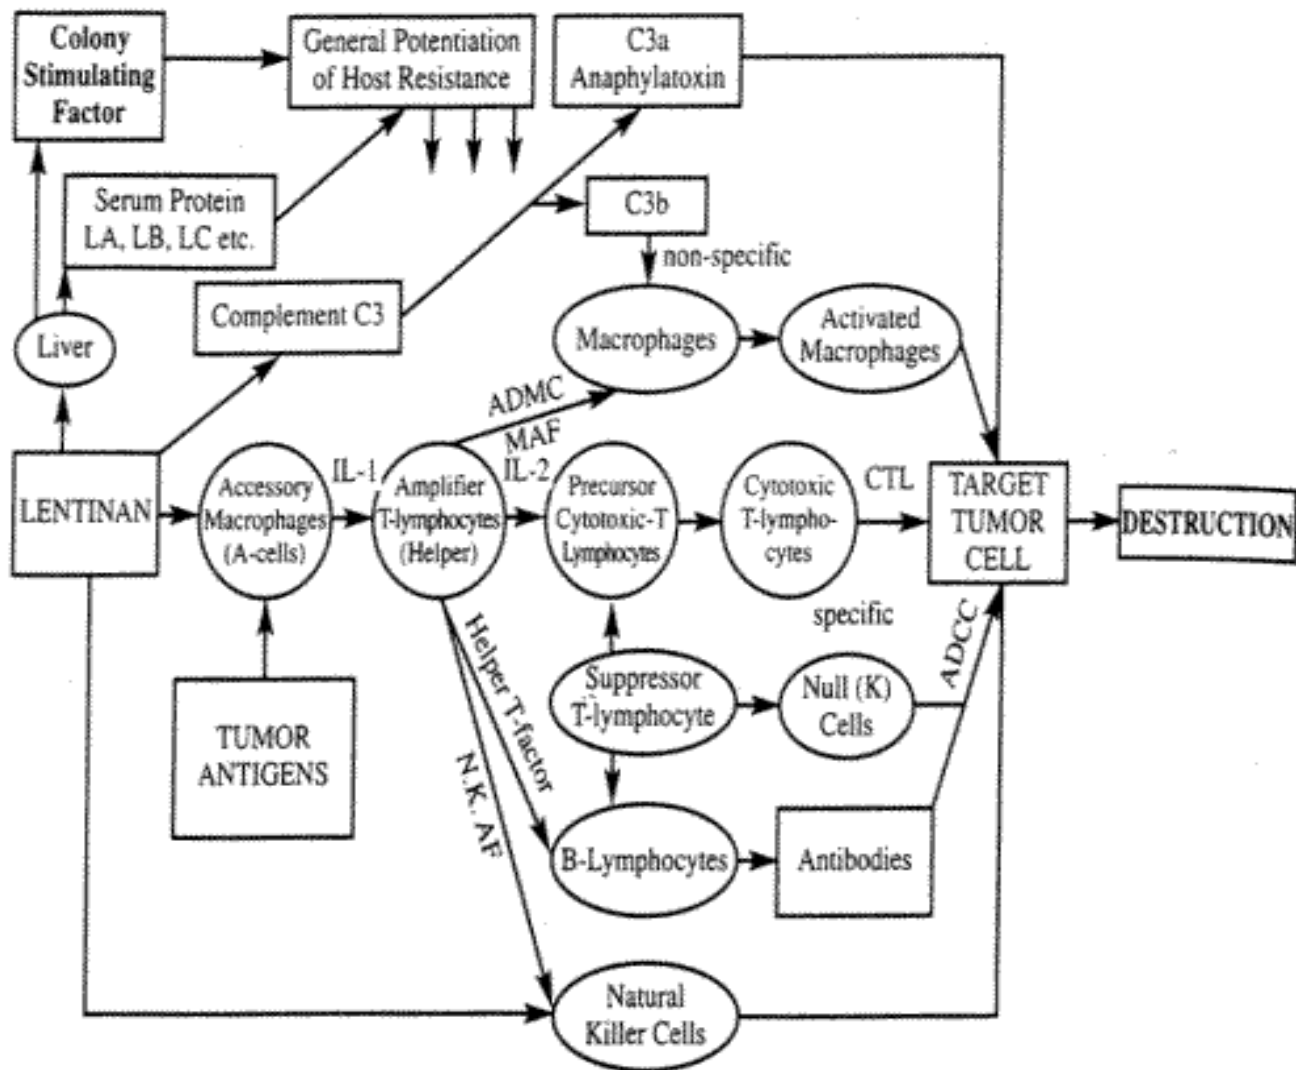 Colony
Stimulating
Factor
General Potentiation
of Host Resistance
C3a
Anaphylatoxin
Serum Protein
LA, LB, LC etc.
C3b
non-specific
Complement C3
Liver
Macrophages
Activated
Macrophages
ADMC
MAF
LENTINAN
Accessory
Macrophages
(A-cells)
IL-1
Amplifier
T-lymphocytes
(Helper)
IL-2
Precursor
Cytotoxic-T
Lymphocytes
Cytotoxic
T-lympho-
cytes
CTL
TARGET
TUMOR
CELL
DESTRUCTION
specific
ADCC
Helper T-factor
N.K. AF
Suppressor
T-lymphocyte
Null (K)
Cells
TUMOR
ANTIGENS
B-Lymphocytes
Antibodies
Natural
Killer Cells